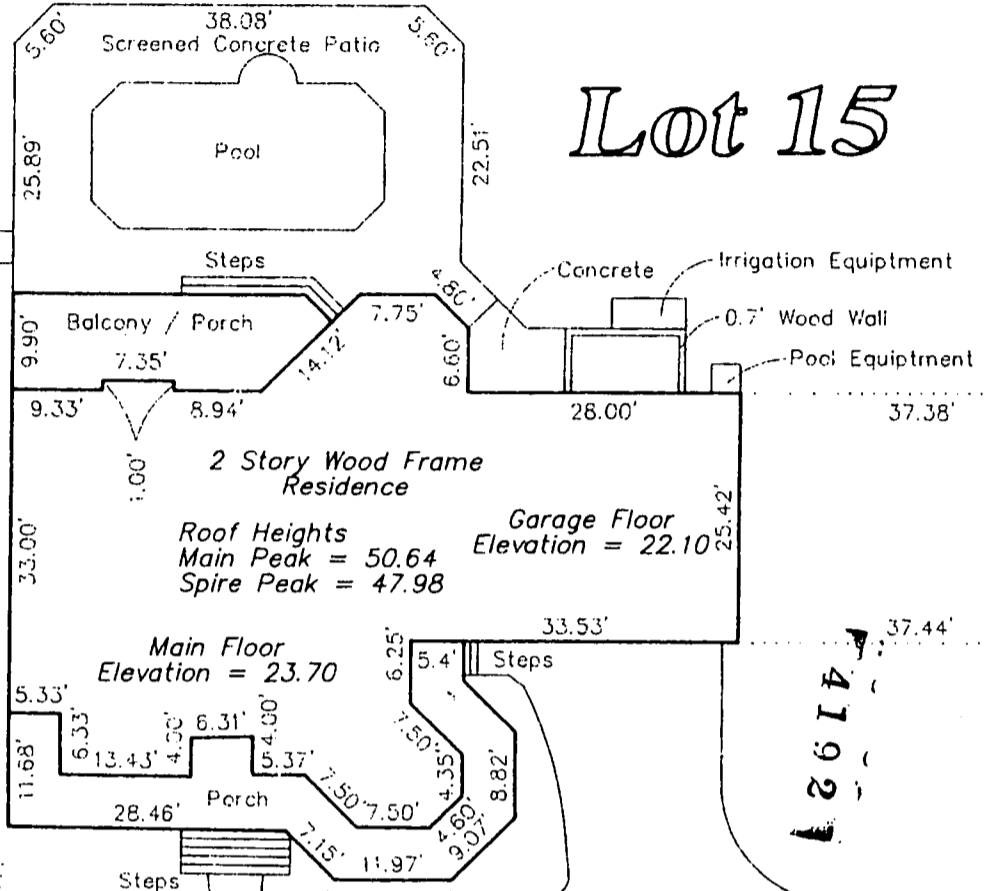 38.08'
5.60'
5.60'
Screened Concrete Patio
Lot 15
Pool
25.89'
22.51'
Steps
4.80'
Concrete
Irrigation Equiptment
0.7' Wood Wall
Pool Equiptment
Balcony / Porch
9.90'
7.35'
14.12'
7.75'
6.60'
9.33'
8.94'
28.00'
37.38'
1.00'
2 Story Wood Frame
Residence
Roof Heights
Main Peak = 50.64
Spire Peak = 47.98
Garage Floor
Elevation = 22.10
25.42'
33.00'
33.53'
37.44'
Main Floor
Elevation = 23.70
6.25'
5.4'
Steps
5.33'
6.33'
4.00'
6.31'
4.00'
7.50'
4192
11.68'
13.43'
5.37'
4.35'
8.82'
Porch
7.50'
7.50'
4.60'
9.07'
28.46'
7.15'
11.97'
Steps